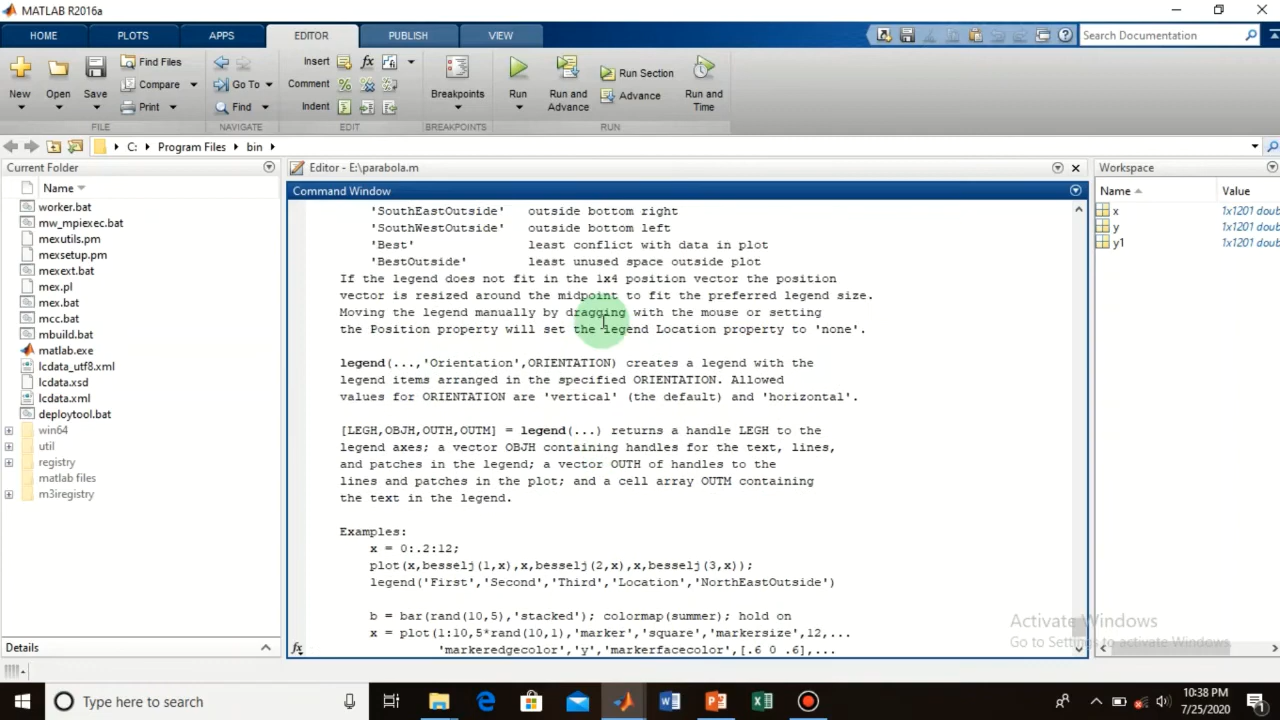 MATLAB R2016a
HOME PLOTS APPS EDITOR PUBLISH VIEW Search Documentation
Find Files Insert fx
Compare Go To Comment Run Section
New Open Save Print Find Indent Breakpoints Run Run and Advance Advance Run and Time
FILE NAVIGATE EDIT BREAKPOINTS RUN
C: Program Files bin
Current Folder Editor - E:\parabola.m Workspace
Name Command Window Name Value
worker.bat
mw_mpiexec.bat
mexutils.pm
mexsetup.pm
mexext.bat
mex.pl
mex.bat
mcc.bat
mbuild.bat
matlab.exe
lcdata_utf8.xml
lcdata.xsd
lcdata.xml
deploytool.bat
win64
util
registry
matlab files
m3iregistry
Details
'SouthEastOutside' outside bottom right
'SouthWestOutside' outside bottom left
'Best' least conflict with data in plot
'BestOutside' least unused space outside plot
If the legend does not fit in the 1x4 position vector the position
vector is resized around the midpoint to fit the preferred legend size.
Moving the legend manually by dragging with the mouse or setting
the Position property will set the legend Location property to 'none'.
legend(...,'Orientation',ORIENTATION) creates a legend with the
legend items arranged in the specified ORIENTATION. Allowed
values for ORIENTATION are 'vertical' (the default) and 'horizontal'.
[LEGH,OBJH,OUTH,OUTM] = legend(...) returns a handle LEGH to the
legend axes; a vector OBJH containing handles for the text, lines,
and patches in the legend; a vector OUTH of handles to the
lines and patches in the plot; and a cell array OUTM containing
the text in the legend.
Examples:
x = 0:.2:12;
plot(x,besselj(1,x),x,besselj(2,x),x,besselj(3,x));
legend('First','Second','Third','Location','NorthEastOutside')
b = bar(rand(10,5),'stacked'); colormap(summer); hold on
x = plot(1:10,5*rand(10,1),'marker','square','markersize',12,...
'markeredgecolor','y','markerfacecolor',[.6 0 .6],...
fx
x 1x1201 doub
y 1x1201 doub
y1 1x1201 doub
Activate Windows
Go to Settings to activate Windows.
Type here to search
10:38 PM
7/25/2020
1